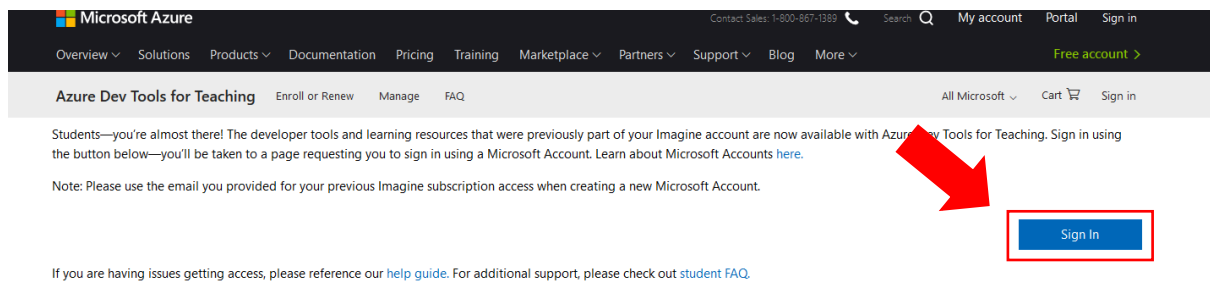 Microsoft Azure Contact Sales: 1-800-867-1389 Search My account Portal Sign in
Overview Solutions Products Documentation Pricing Training Marketplace Partners Support Blog More Free account >
Azure Dev Tools for Teaching Enroll or Renew Manage FAQ All Microsoft Cart Sign in
Students—you're almost there! The developer tools and learning resources that were previously part of your Imagine account are now available with Azure Dev Tools for Teaching. Sign in using
the button below—you'll be taken to a page requesting you to sign in using a Microsoft Account. Learn about Microsoft Accounts here.
Note: Please use the email you provided for your previous Imagine subscription access when creating a new Microsoft Account.
Sign In
If you are having issues getting access, please reference our help guide. For additional support, please check out student FAQ.